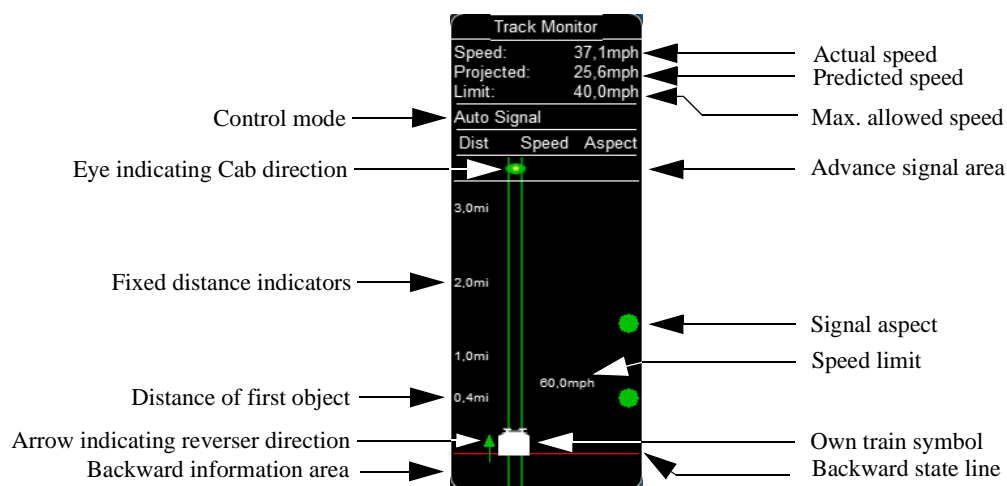 Track Monitor
Speed: 37,1mph Actual speed
Projected: 25,6mph Predicted speed
Limit: 40,0mph Max. allowed speed
Control mode Auto Signal
Dist Speed Aspect
Eye indicating Cab direction Advance signal area
3,0mi
Fixed distance indicators 2,0mi
Signal aspect
1,0mi Speed limit
60,0mph
Distance of first object 0,4mi
Arrow indicating reverser direction Own train symbol
Backward information area Backward state line